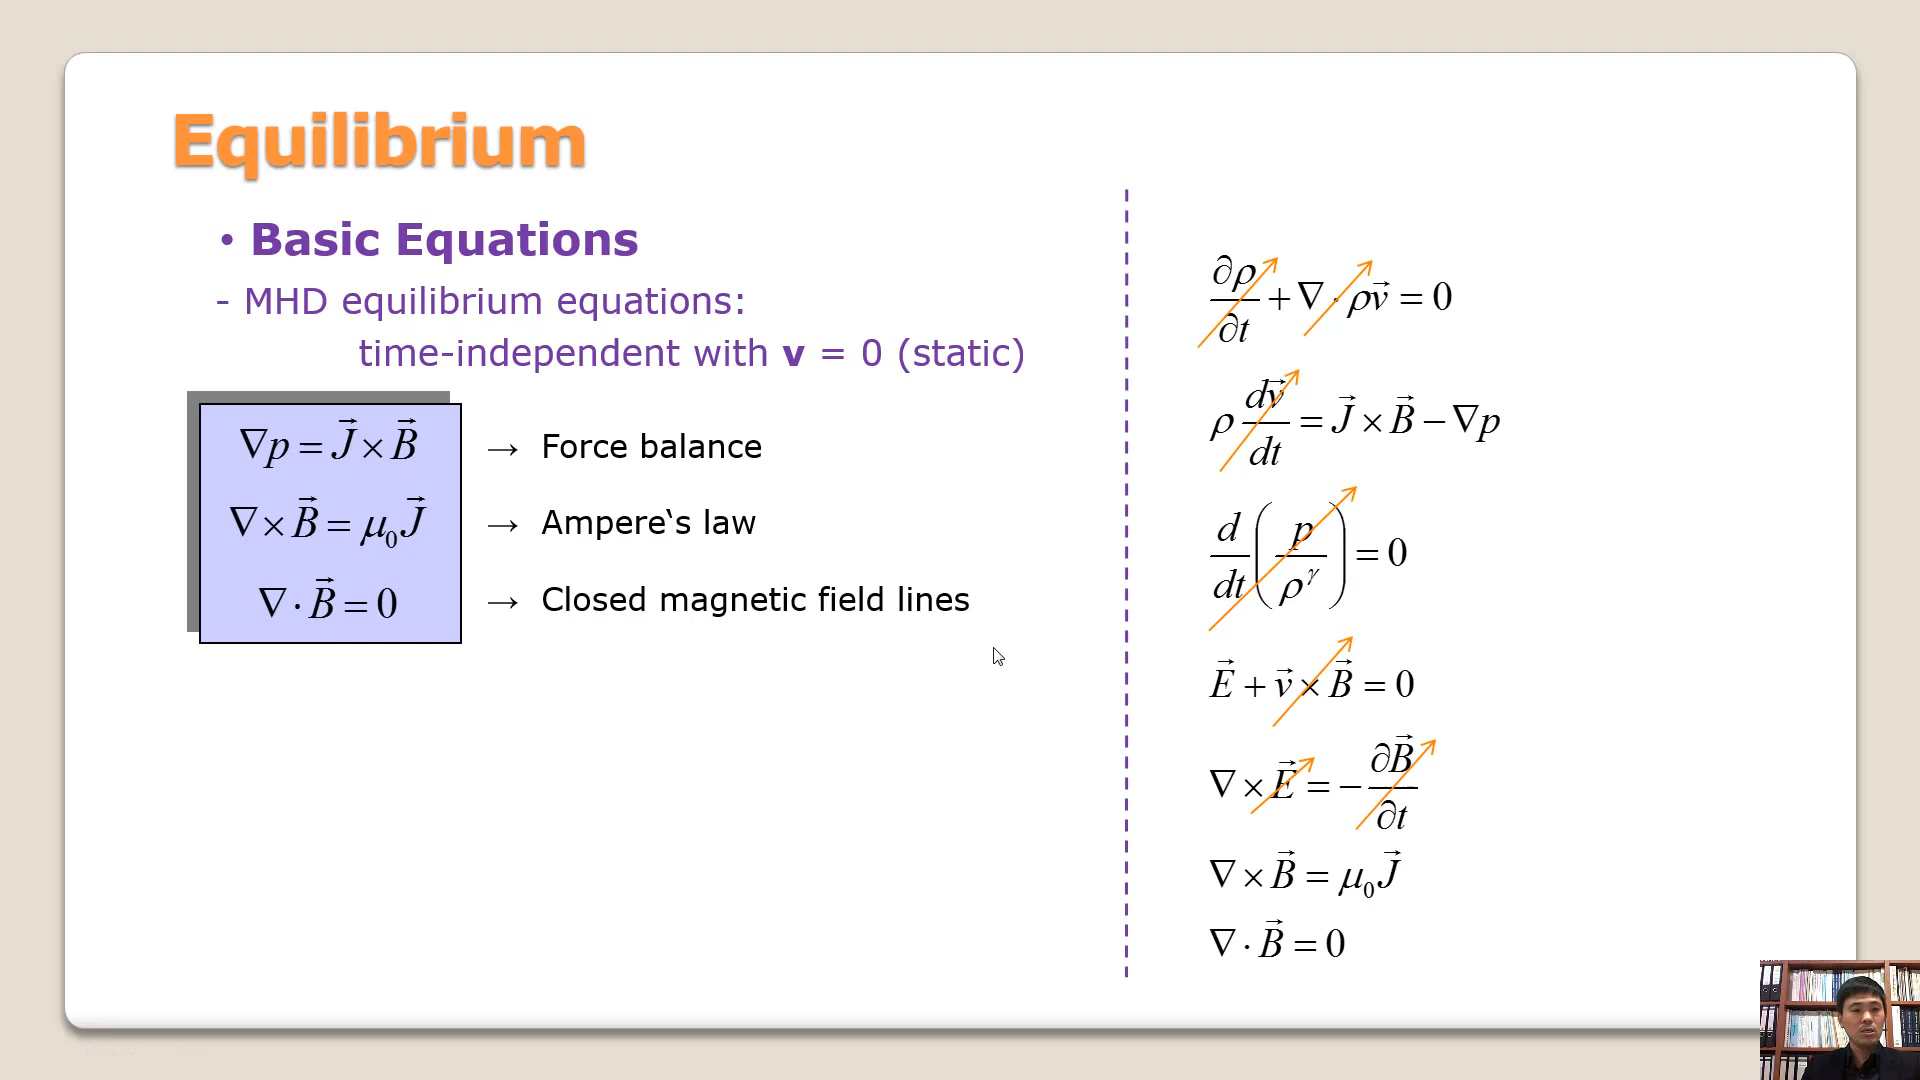 Equilibrium
• Basic Equations
- MHD equilibrium equations:
time-independent with v = 0 (static)
∇p = J⃗ × B⃗ → Force balance
∇ × B⃗ = μ₀J⃗ → Ampere‛s law
∇ · B⃗ = 0 → Closed magnetic field lines
∂ρ/∂t + ∇ · ρv⃗ = 0
ρ dv⃗/dt = J⃗ × B⃗ − ∇p
d/dt (p/ρ^γ) = 0
E⃗ + v⃗ × B⃗ = 0
∇ × E⃗ = − ∂B⃗/∂t
∇ × B⃗ = μ₀J⃗
∇ · B⃗ = 0